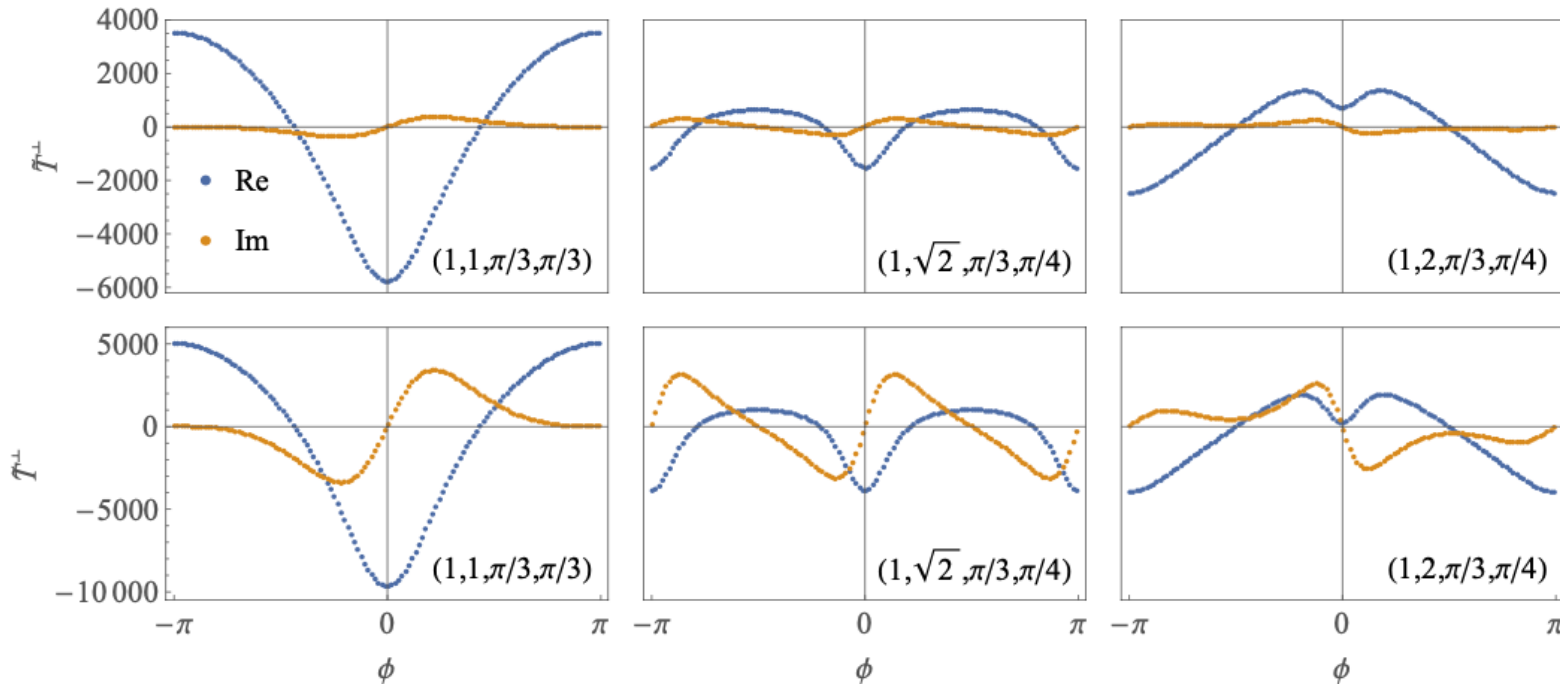 4000
2000
0
−2000
−4000
−6000
T̃⊥
Re
Im
(1,1,π/3,π/3)
(1,√2,π/3,π/4)
(1,2,π/3,π/4)
5000
0
−5000
−10 000
T̃⊥
(1,1,π/3,π/3)
(1,√2,π/3,π/4)
(1,2,π/3,π/4)
−π 0 π
−π 0 π
−π 0 π
ϕ
ϕ
ϕ